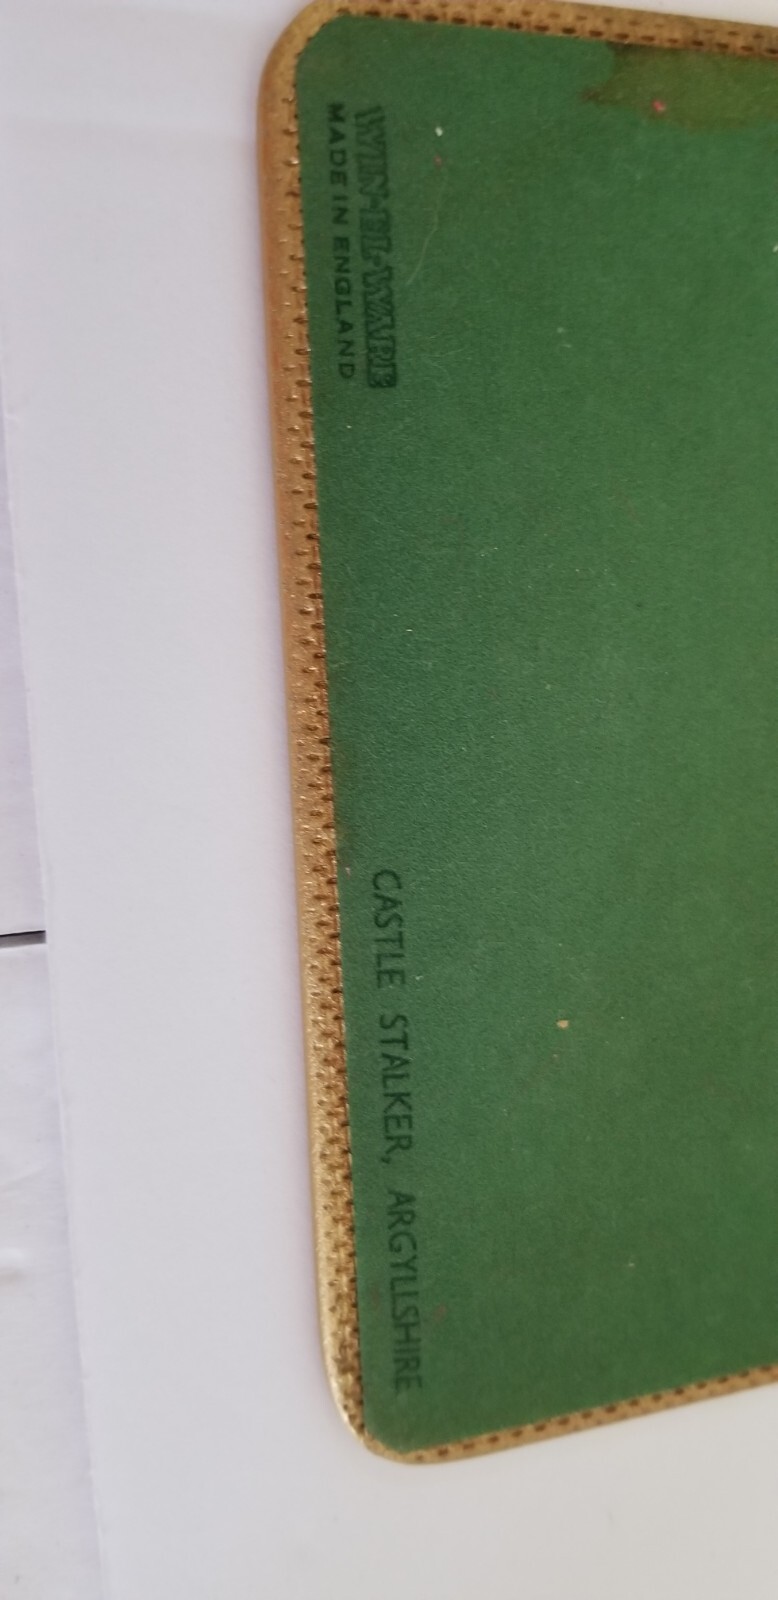 WIN-EL-WARE
MADE IN ENGLAND
CASTLE STALKER, ARGYLLSHIRE